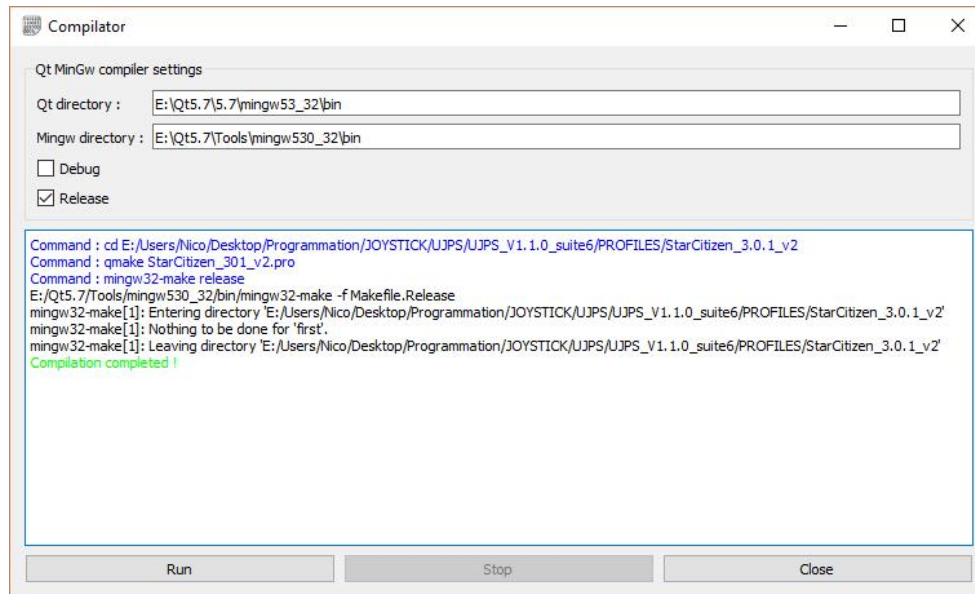 Compilator
Qt MinGw compiler settings
Qt directory : E:\Qt5.7\5.7\mingw53_32\bin
Mingw directory : E:\Qt5.7\Tools\mingw530_32\bin
Debug
Release
Command : cd E:/Users/Nico/Desktop/Programmation/JOYSTICK/UJPS/UJPS_V1.1.0_suite6/PROFILES/StarCitizen_3.0.1_v2
Command : qmake StarCitizen_301_v2.pro
Command : mingw32-make release
E:/Qt5.7/Tools/mingw530_32/bin/mingw32-make -f Makefile.Release
mingw32-make[1]: Entering directory 'E:/Users/Nico/Desktop/Programmation/JOYSTICK/UJPS/UJPS_V1.1.0_suite6/PROFILES/StarCitizen_3.0.1_v2'
mingw32-make[1]: Nothing to be done for 'first'.
mingw32-make[1]: Leaving directory 'E:/Users/Nico/Desktop/Programmation/JOYSTICK/UJPS/UJPS_V1.1.0_suite6/PROFILES/StarCitizen_3.0.1_v2'
Compilation completed !
Run Stop Close